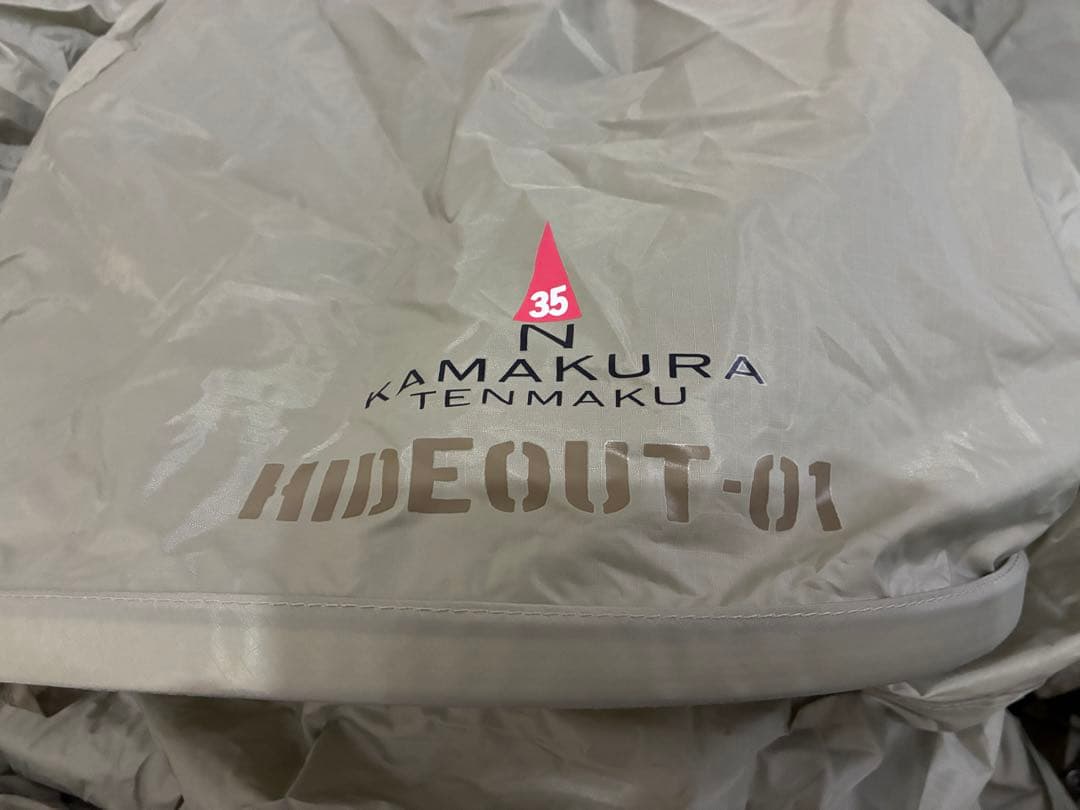 35
N
KAMAKURA
TENMAKU
HIDEOUT-01